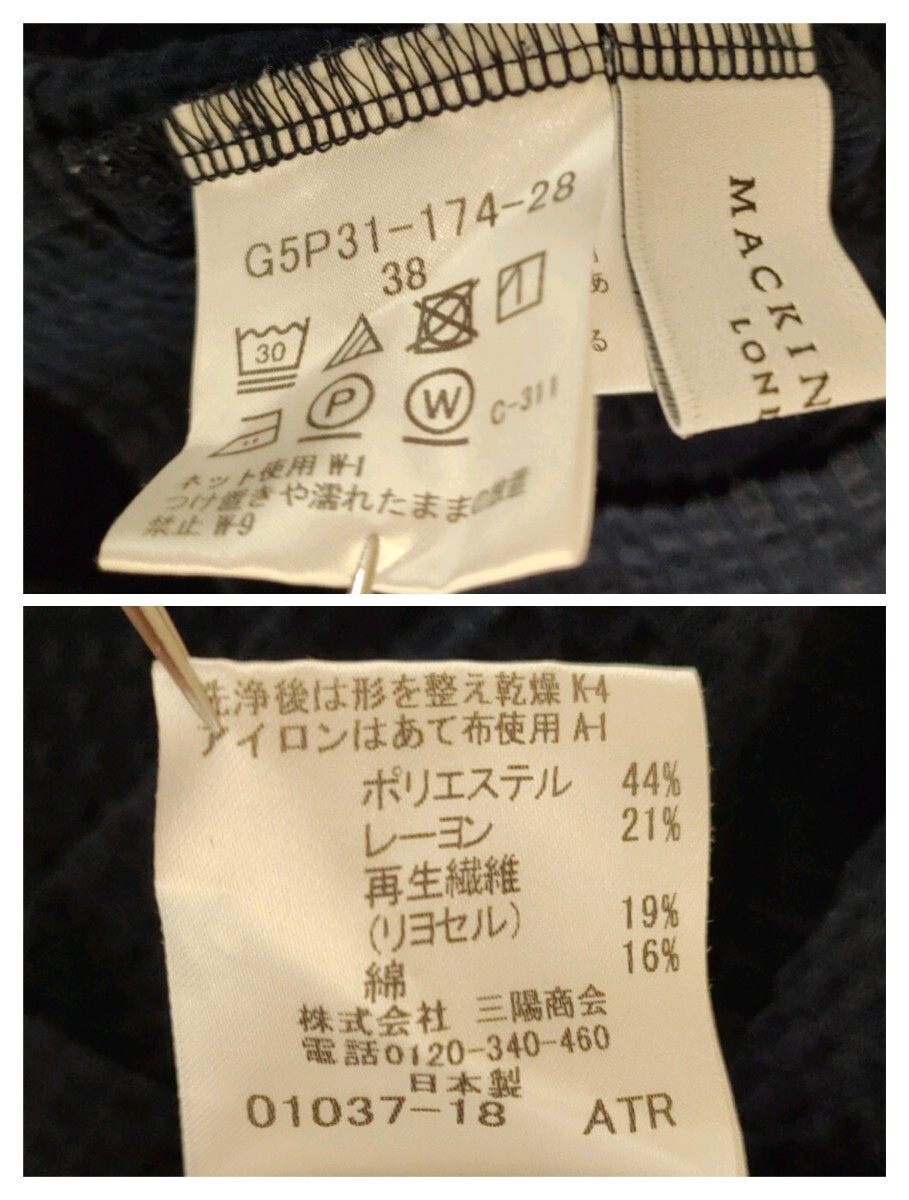 G5P31-174-28
38
30
P
W
C-311
ネット使用 W-1
つけ置きや濡れたままの放置
禁止 W-9
あ
る
MACKIN
LON
洗浄後は形を整え乾燥 K-4
アイロンはあて布使用 A-1
ポリエステル 44%
レーヨン 21%
再生繊維
(リヨセル) 19%
綿 16%
株式会社 三陽商会
電話0120-340-460
日本製
01037-18 ATR